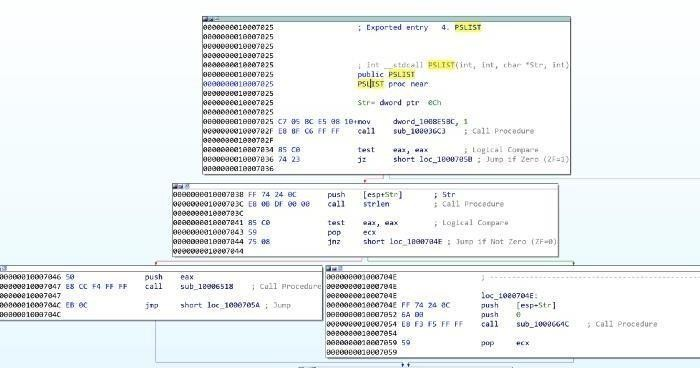 0000000010007025 ; Exported entry 4. PSLIST
0000000010007025
0000000010007025
0000000010007025
0000000010007025 ; int __stdcall PSLIST(int, int, char *Str, int)
0000000010007025 public PSLIST
0000000010007025 PSLIST proc near
0000000010007025
0000000010007025 Str= dword ptr 0Ch
0000000010007025
0000000010007025 C7 05 BC E5 08 10+mov dword_1008E5BC, 1
000000001000702F E8 8F C6 FF FF call sub_100036C3 ; Call Procedure
000000001000702F
0000000010007034 85 C0 test eax, eax ; Logical Compare
0000000010007036 74 23 jz short loc_1000705B ; Jump if Zero (ZF=1)
0000000010007036
0000000010007038 FF 74 24 0C push [esp+Str] ; Str
000000001000703C E8 00 DF 00 00 call strlen ; Call Procedure
000000001000703C
0000000010007041 85 C0 test eax, eax ; Logical Compare
0000000010007043 59 pop ecx
0000000010007044 75 08 jnz short loc_1000704E ; Jump if Not Zero (ZF=0)
0000000010007044
0000000010007046 50 push eax
0000000010007047 E8 CC F4 FF FF call sub_10006518 ; Call Procedure
0000000010007047
000000001000704C EB 0C jmp short loc_1000705A ; Jump
000000001000704C
000000001000704E ; ---------------------------
000000001000704E
000000001000704E loc_1000704E:
000000001000704E FF 74 24 0C push [esp+Str]
0000000010007052 6A 00 push 0
0000000010007054 E8 F3 F5 FF FF call sub_1000664C ; Call Procedure
0000000010007054
0000000010007059 59 pop ecx
0000000010007059